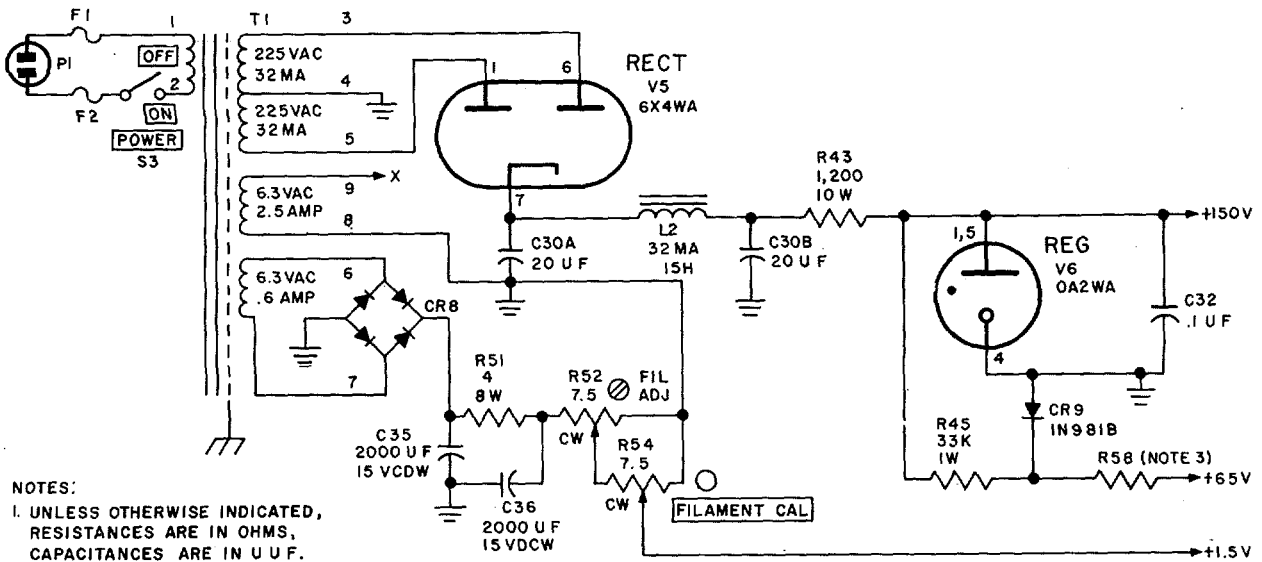 F1
1
T1
3
P1
OFF
2
225 VAC
32 MA
4
F2
ON
225 VAC
32 MA
5
POWER
S3
1
6
RECT
V5
6X4WA
7
6.3 VAC
2.5 AMP
9
X
8
C30A
20 UF
L2
32 MA
15H
C30B
20 UF
R43
1,200
10 W
+150V
1,5
REG
V6
OA2WA
4
C32
.1 UF
6.3 VAC
.6 AMP
6
CR8
7
R51
4
8 W
R52
7.5
FIL
ADJ
CW
R54
7.5
CW
FILAMENT CAL
C35
2000 UF
15 VCDW
C36
2000 UF
15 VDCW
CR9
1N981B
R45
33K
1W
R58 (NOTE 3)
+65V
+1.5V
NOTES:
1. UNLESS OTHERWISE INDICATED,
RESISTANCES ARE IN OHMS,
CAPACITANCES ARE IN U U F.